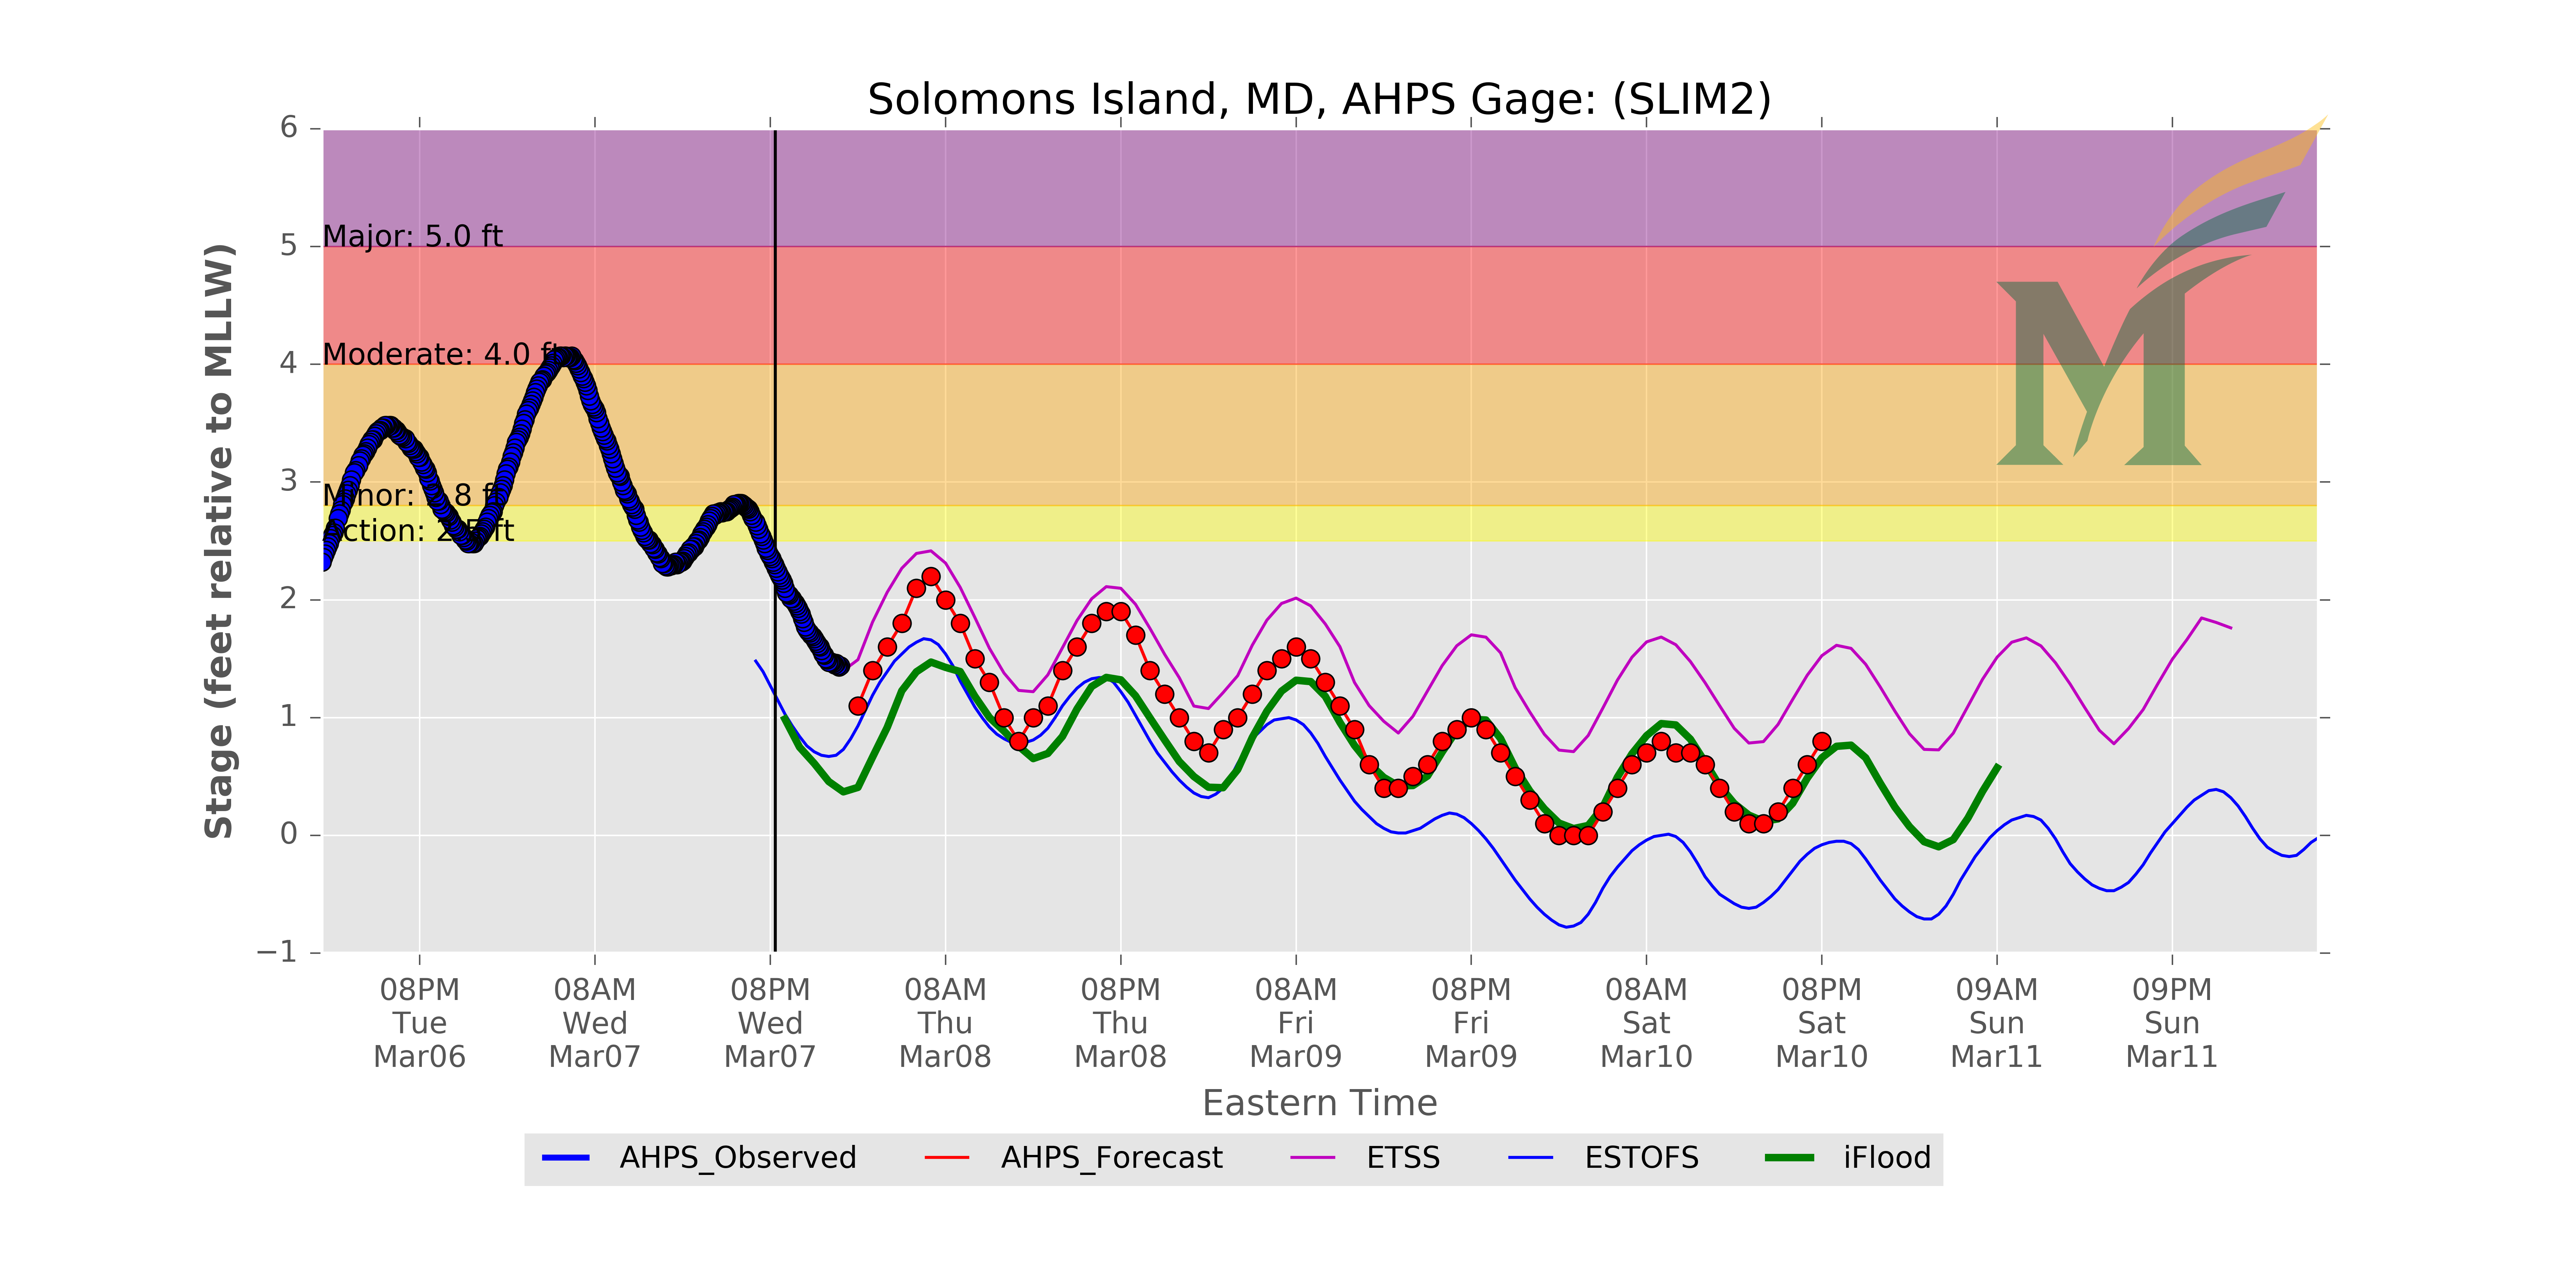 Solomons Island, MD, AHPS Gage: (SLIM2)
6
5
4
3
2
1
0
−1
Stage (feet relative to MLLW)
Major: 5.0 ft
Moderate: 4.0 ft
Minor: 2.8 ft
Action: 2.5 ft
08PM 08AM 08PM 08AM 08PM 08AM 08PM 08AM 08PM 09AM 09PM
Tue Wed Wed Thu Thu Fri Fri Sat Sat Sun Sun
Mar06 Mar07 Mar07 Mar08 Mar08 Mar09 Mar09 Mar10 Mar10 Mar11 Mar11
Eastern Time
AHPS_Observed AHPS_Forecast ETSS ESTOFS iFlood
M